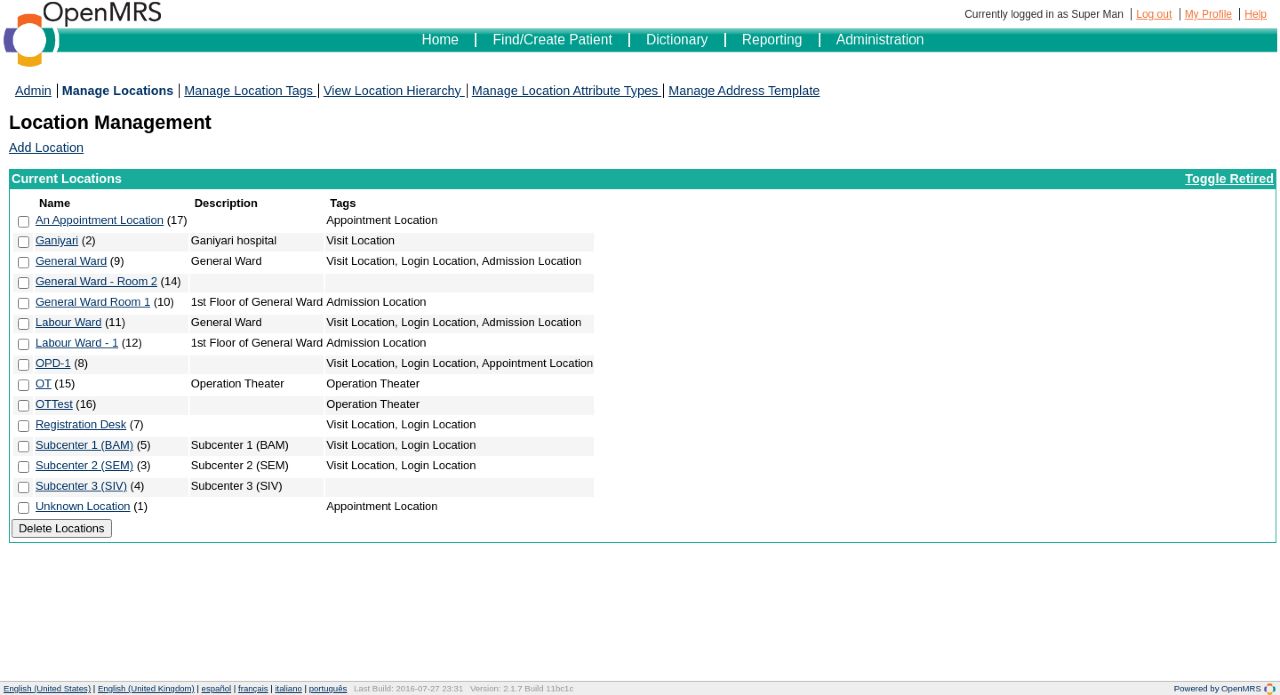 OpenMRS
Currently logged in as Super Man | Log out | My Profile | Help
Home | Find/Create Patient | Dictionary | Reporting | Administration
Admin | Manage Locations | Manage Location Tags | View Location Hierarchy | Manage Location Attribute Types | Manage Address Template
Location Management
Add Location
Current Locations Toggle Retired
Name Description Tags
An Appointment Location (17) Appointment Location
Ganiyari (2) Ganiyari hospital Visit Location
General Ward (9) General Ward Visit Location, Login Location, Admission Location
General Ward - Room 2 (14)
General Ward Room 1 (10) 1st Floor of General Ward Admission Location
Labour Ward (11) General Ward Visit Location, Login Location, Admission Location
Labour Ward - 1 (12) 1st Floor of General Ward Admission Location
OPD-1 (8) Visit Location, Login Location, Appointment Location
OT (15) Operation Theater Operation Theater
OTTest (16) Operation Theater
Registration Desk (7) Visit Location, Login Location
Subcenter 1 (BAM) (5) Subcenter 1 (BAM) Visit Location, Login Location
Subcenter 2 (SEM) (3) Subcenter 2 (SEM) Visit Location, Login Location
Subcenter 3 (SIV) (4) Subcenter 3 (SIV)
Unknown Location (1) Appointment Location
Delete Locations
English (United States) | English (United Kingdom) | español | français | italiano | português Last Build: 2016-07-27 23:31 Version: 2.1.7 Build 11bc1c Powered by OpenMRS